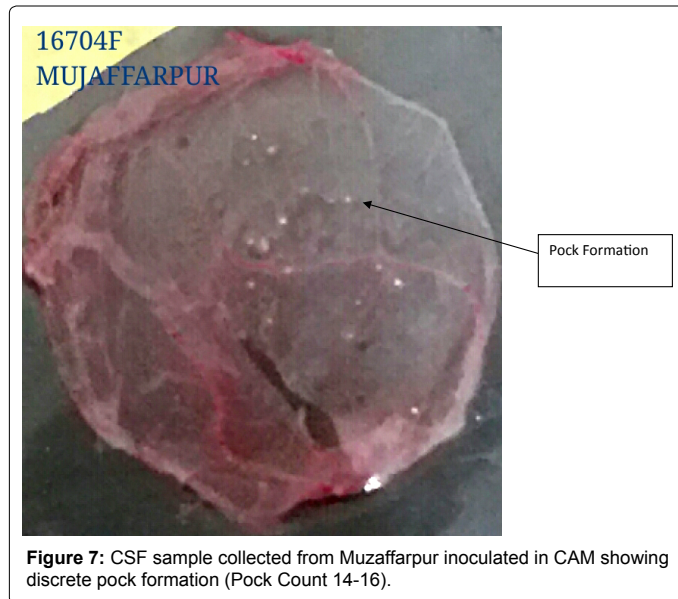 16704F
MUJAFFARPUR
Pock Formation
Figure 7: CSF sample collected from Muzaffarpur inoculated in CAM showing
discrete pock formation (Pock Count 14-16).